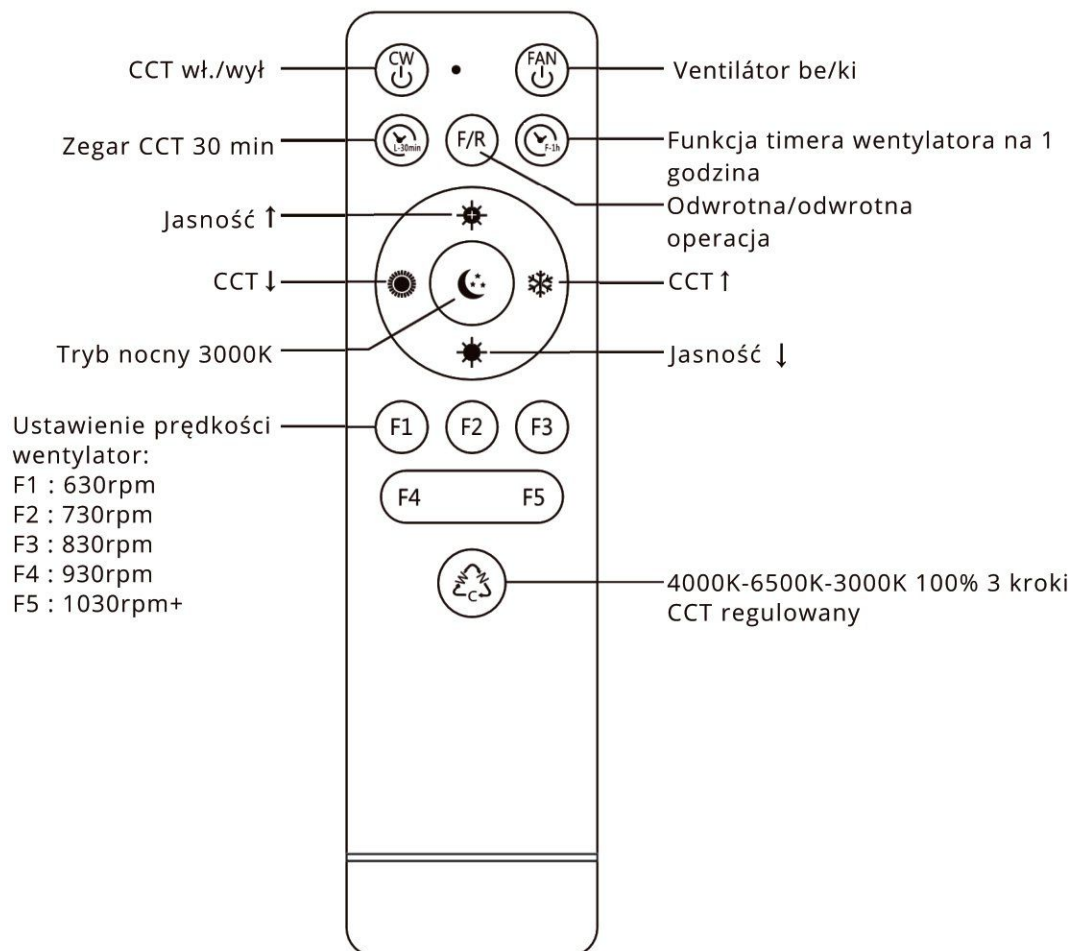 CW
FAN
CCT wł./wył
Ventilátor be/ki
Zegar CCT 30 min
L-30min
F/R
F-1h
Funkcja timera wentylatora na 1
godzina
Odwrotna/odwrotna
operacja
Jasność ↑
CCT ↓
CCT ↑
Tryb nocny 3000K
Jasność ↓
Ustawienie prędkości
wentylator:
F1 : 630rpm
F2 : 730rpm
F3 : 830rpm
F4 : 930rpm
F5 : 1030rpm+
F1
F2
F3
F4
F5
W
N
C
4000K-6500K-3000K 100% 3 kroki
CCT regulowany